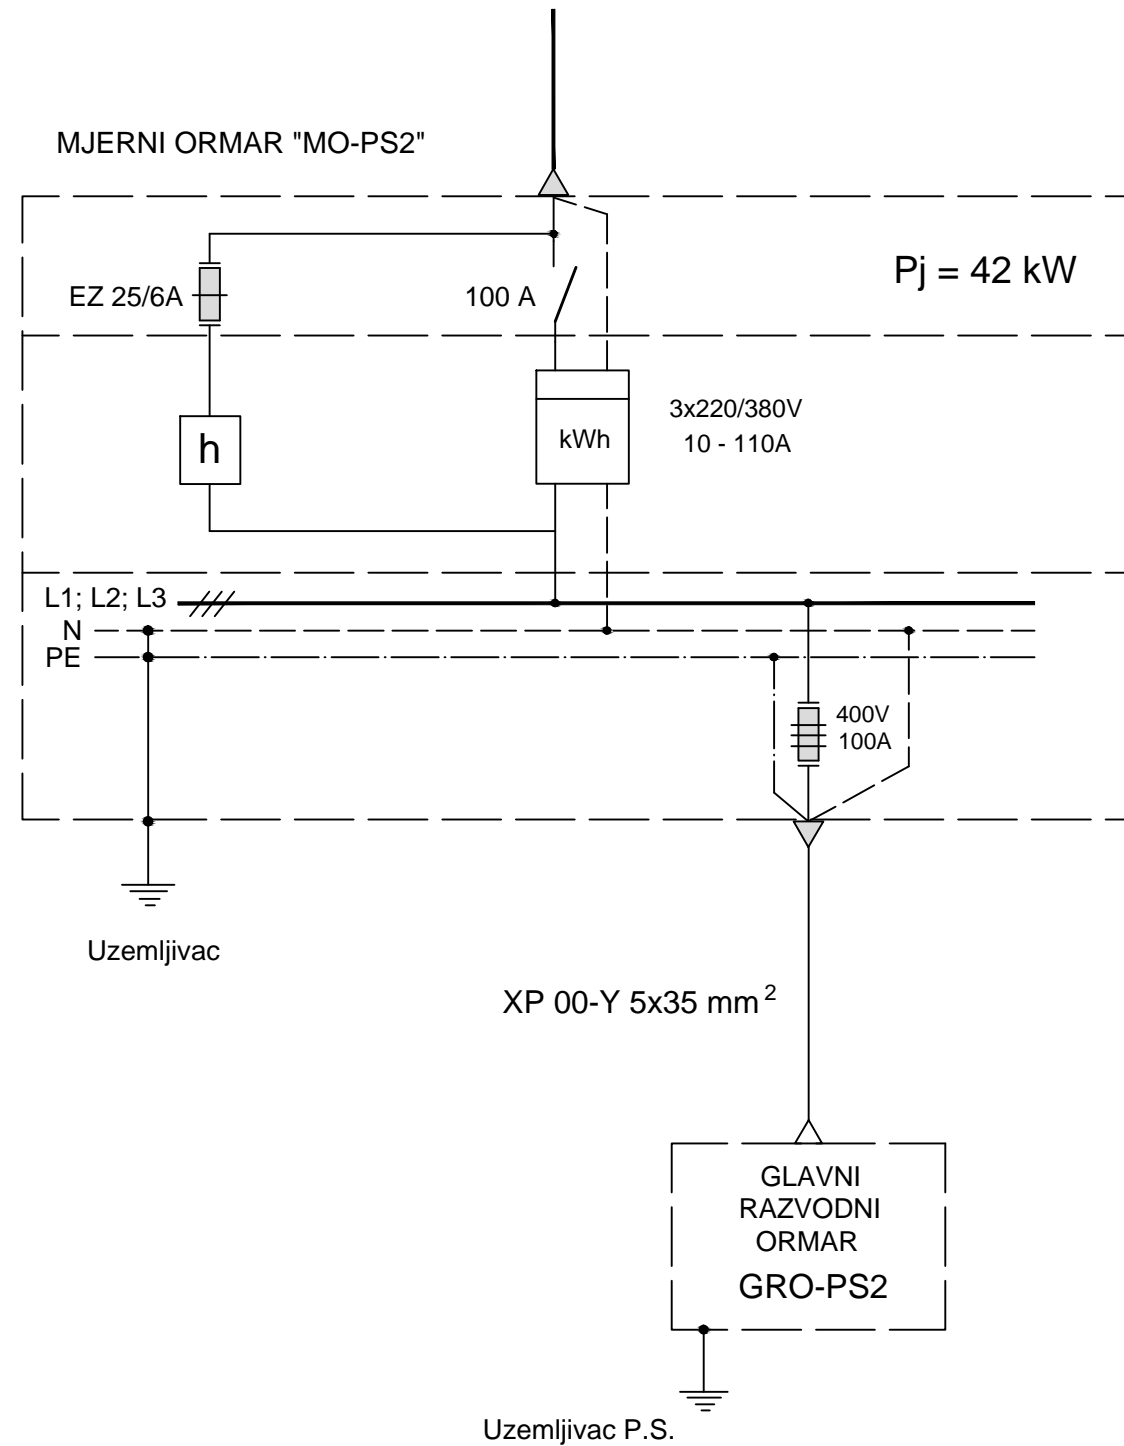 MJERNI ORMAR "MO-PS2"
Pj = 42 kW
EZ 25/6A
100 A
3x220/380V
10 - 110A
h
kWh
L1; L2; L3
N
PE
400V
100A
Uzemljivac
XP 00-Y 5x35 mm²
GLAVNI
RAZVODNI
ORMAR
GRO-PS2
Uzemljivac P.S.